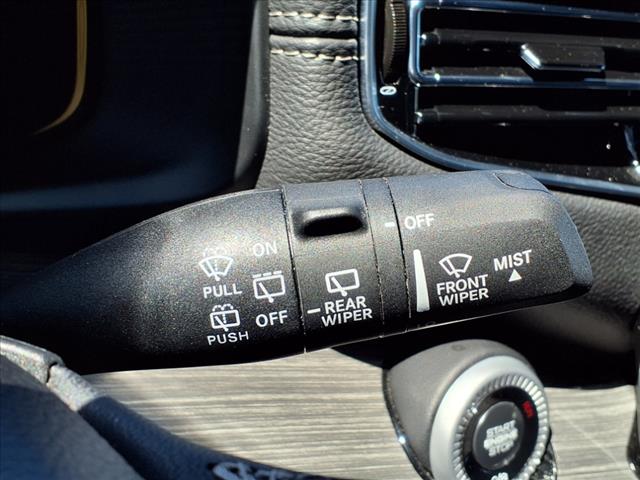 PULL
PUSH
ON
OFF
REAR
WIPER
OFF
FRONT
WIPER
MIST
START
ENGINE
STOP